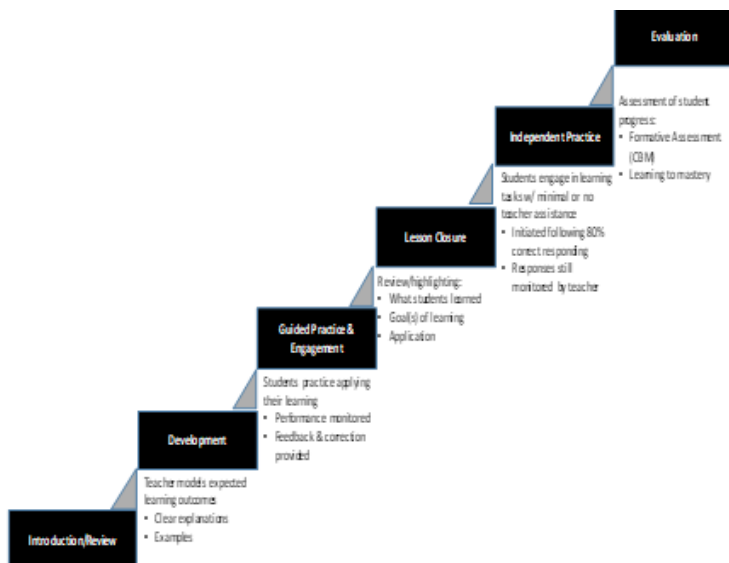 Evaluation
Assessment of student
progress:
• Formative Assessment
(CBM)
• Learning to mastery
Independent Practice
Students engage in learning
tasks w/ minimal or no
teacher assistance
• Initiated following 80%
correct responding
• Responses still
monitored by teacher
Lesson Closure
Review/highlighting:
• What students learned
• Goal(s) of learning
• Application
Guided Practice &
Engagement
Students practice applying
their learning
• Performance monitored
• Feedback & correction
provided
Development
Teacher models expected
learning outcomes
• Clear explanations
• Examples
Introduction/Review